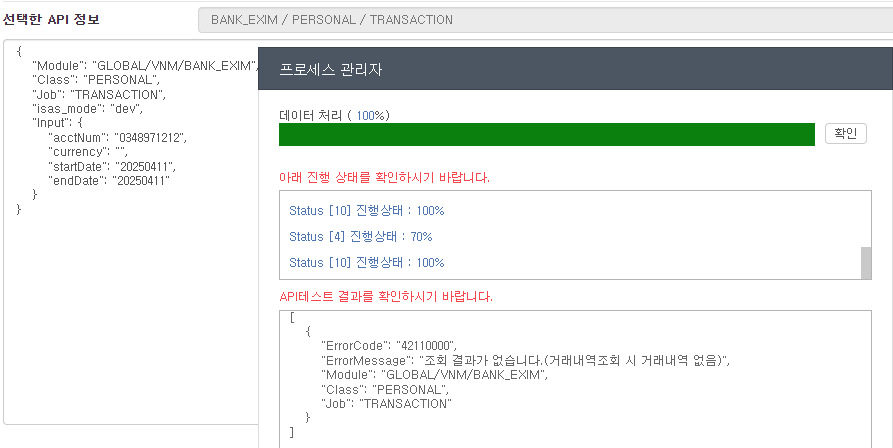 선택한 API 정보
BANK_EXIM / PERSONAL / TRANSACTION
{
"Module": "GLOBAL/VNM/BANK_EXIM",
"Class": "PERSONAL",
"Job": "TRANSACTION",
"isas_mode": "dev",
"Input": {
"acctNum": "0348971212",
"currency": "",
"startDate": "20250411",
"endDate": "20250411"
}
}
프로세스 관리자
데이터 처리 ( 100%)
확인
아래 진행 상태를 확인하시기 바랍니다.
Status [10] 진행상태 : 100%
Status [4] 진행상태 : 70%
Status [10] 진행상태 : 100%
API테스트 결과를 확인하시기 바랍니다.
[
{
"ErrorCode": "42110000",
"ErrorMessage": "조회 결과가 없습니다.(거래내역조회 시 거래내역 없음)",
"Module": "GLOBAL/VNM/BANK_EXIM",
"Class": "PERSONAL",
"Job": "TRANSACTION"
}
]